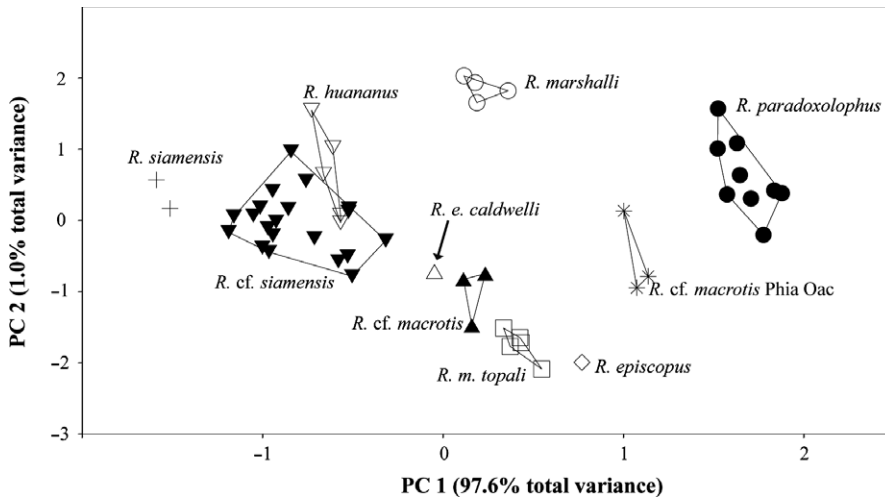 R. huananus
R. marshalli
R. paradoxolophus
R. siamensis
R. e. caldwelli
R. cf. siamensis
R. cf. macrotis Phia Oac
R. cf. macrotis
R. m. topali
R. episcopus
PC 2 (1.0% total variance)
2
1
0
−1
−2
−3
−1
0
1
2
PC 1 (97.6% total variance)